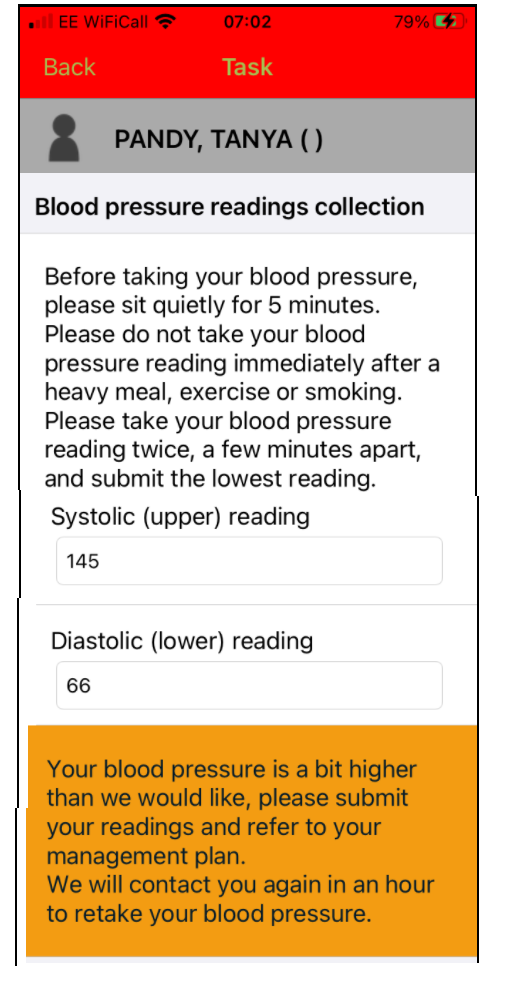 EE WiFiCall 07:02 79%
Back Task
PANDY, TANYA ( )
Blood pressure readings collection
Before taking your blood pressure,
please sit quietly for 5 minutes.
Please do not take your blood
pressure reading immediately after a
heavy meal, exercise or smoking.
Please take your blood pressure
reading twice, a few minutes apart,
and submit the lowest reading.
Systolic (upper) reading
145
Diastolic (lower) reading
66
Your blood pressure is a bit higher
than we would like, please submit
your readings and refer to your
management plan.
We will contact you again in an hour
to retake your blood pressure.